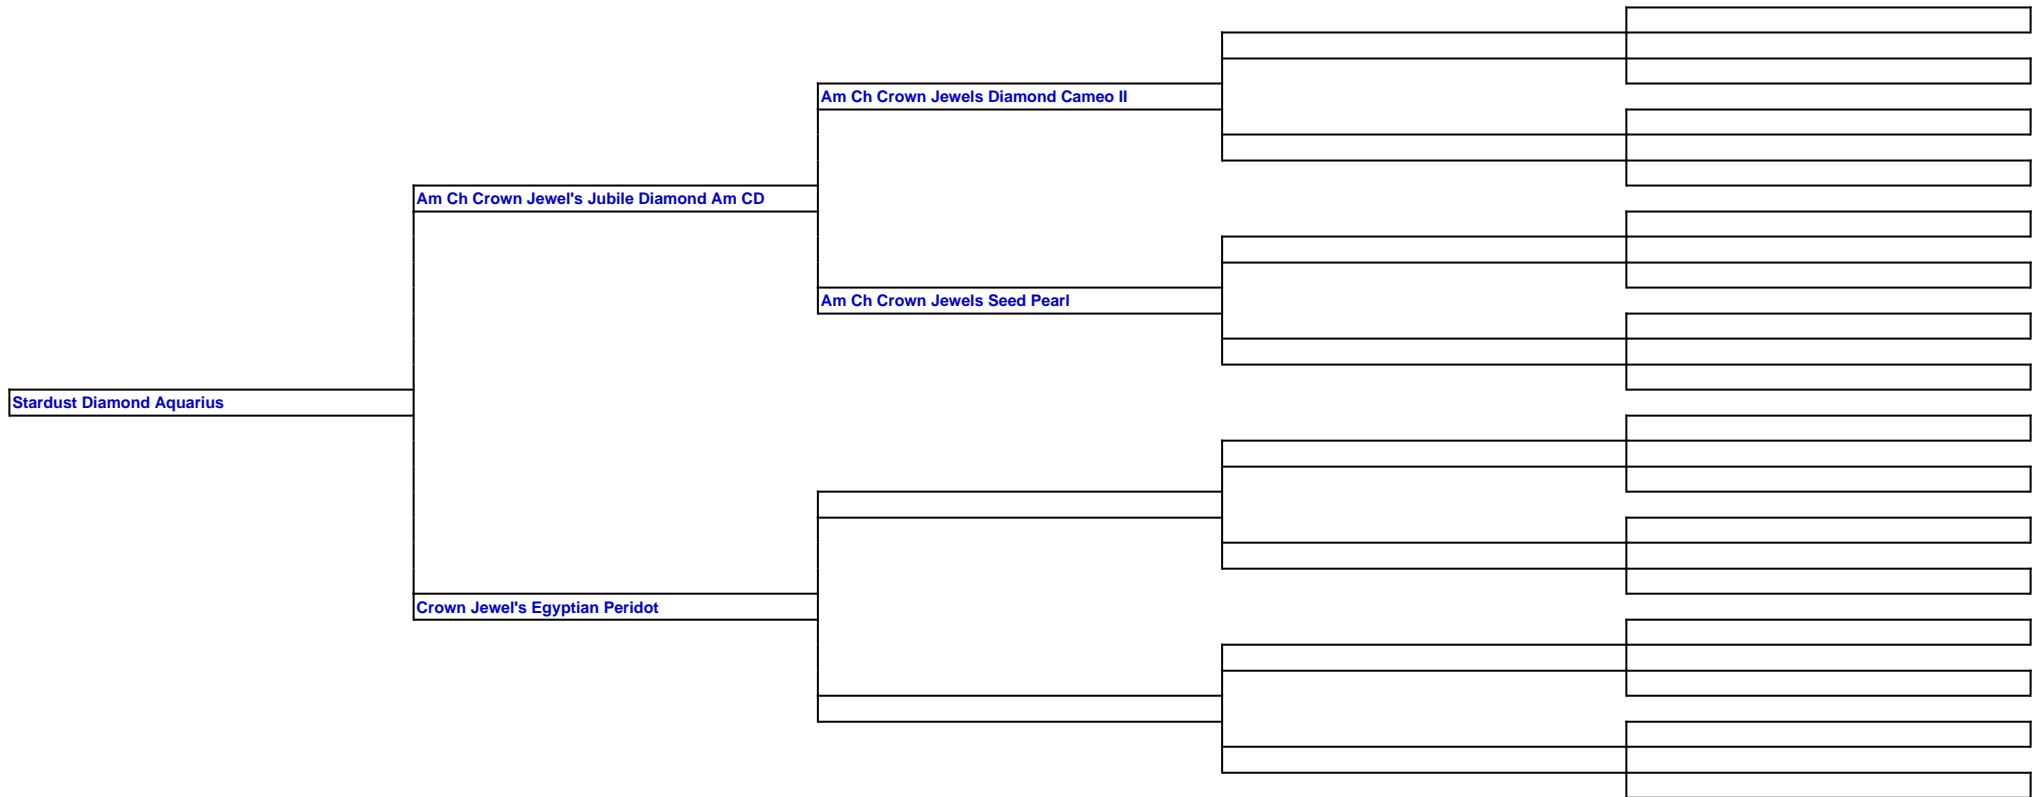 Am Ch Crown Jewels Diamond Cameo II
Am Ch Crown Jewel's Jubile Diamond Am CD
Am Ch Crown Jewels Seed Pearl
Stardust Diamond Aquarius
Crown Jewel's Egyptian Peridot